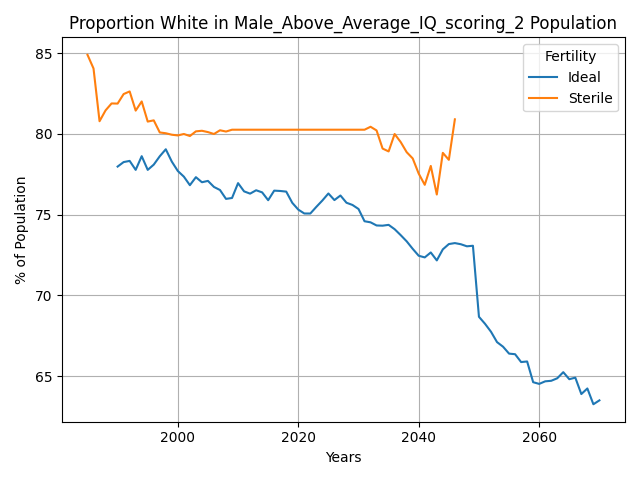 Proportion White in Male_Above_Average_IQ_scoring_2 Population
Fertility
Ideal
Sterile
% of Population
85
80
75
70
65
2000
2020
2040
2060
Years